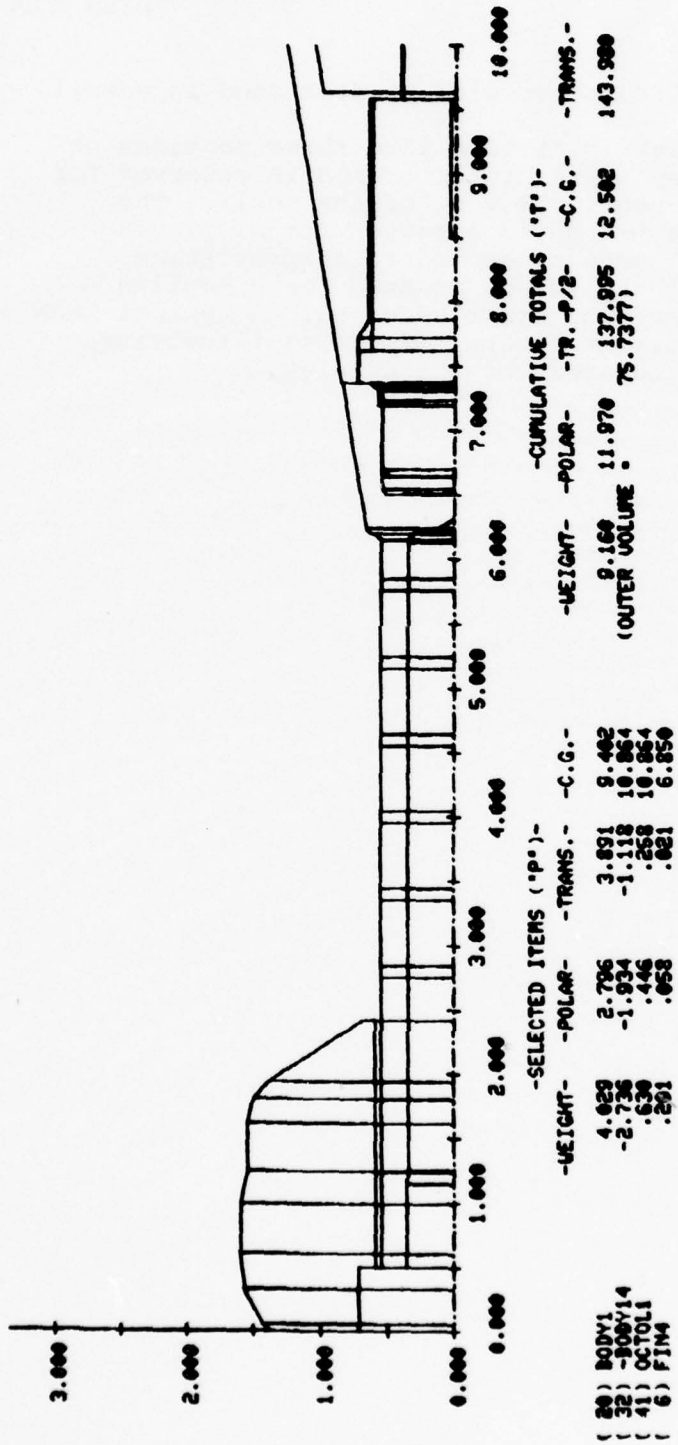 3.000
2.000
1.000
0.000
0.000 1.000 2.000 3.000 4.000 5.000 6.000 7.000 8.000 9.000 10.000
-SELECTED ITEMS ('P')-
-WEIGHT- -POLAR- -TRANS.- -C.G.-
( 20) BODY1 4.029 2.796 3.891 9.402
( 32) -BODY14 -2.736 -1.934 -1.118 10.864
( 41) OCTOL1 .630 .446 .258 10.864
( 6) FIN4 .201 .058 .021 6.850
-CUMULATIVE TOTALS ('T')-
-WEIGHT- -POLAR- -TR.-P/2- -C.G.- -TRANS.-
9.160 11.970 137.995 12.502 143.980
(OUTER VOLUME = 75.7377)